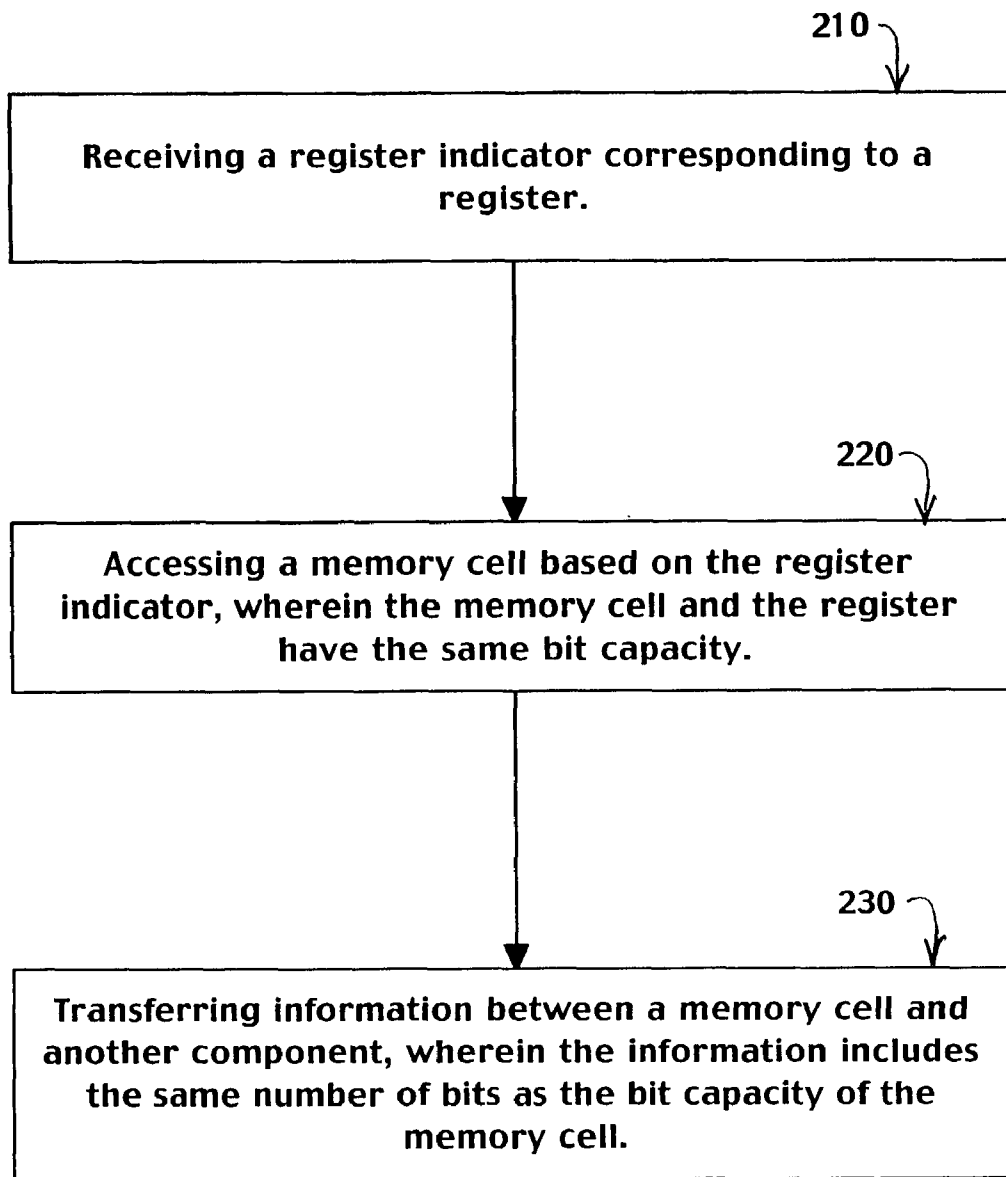 210
Receiving a register indicator corresponding to a
register.
220
Accessing a memory cell based on the register
indicator, wherein the memory cell and the register
have the same bit capacity.
230
Transferring information between a memory cell and
another component, wherein the information includes
the same number of bits as the bit capacity of the
memory cell.